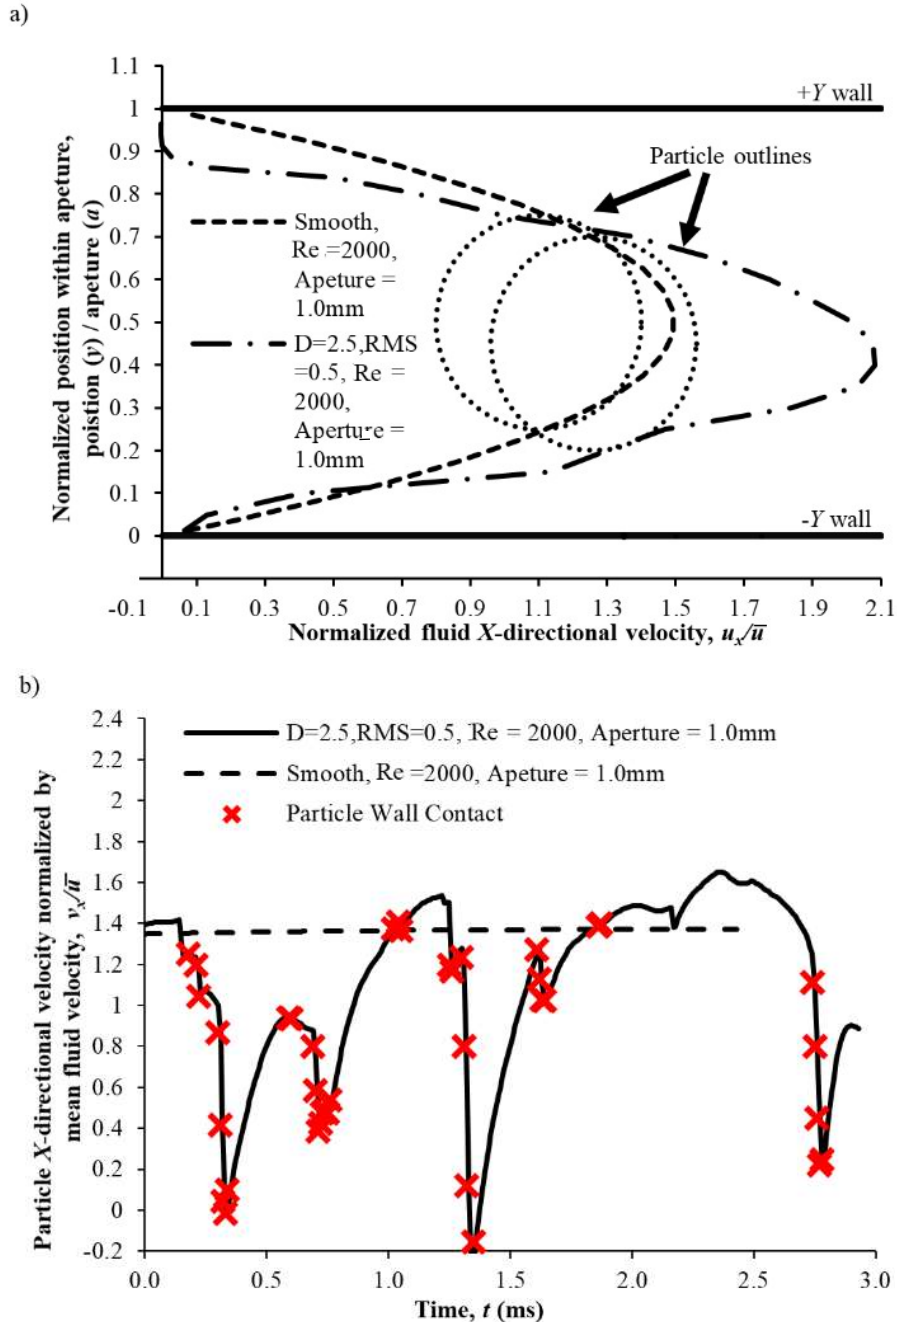 a)
Normalized position within apeture,
poistion (y) / apeture (a)
1.1
1
0.9
0.8
0.7
0.6
0.5
0.4
0.3
0.2
0.1
0
+Y wall
Particle outlines
Smooth,
Re =2000,
Apeture =
1.0mm
D=2.5,RMS
=0.5, Re =
2000,
Aperture =
1.0mm
-Y wall
-0.1 0.1 0.3 0.5 0.7 0.9 1.1 1.3 1.5 1.7 1.9 2.1
Normalized fluid X-directional velocity, uₓ/u̅
b)
Particle X-directional velocity normalized by
mean fluid velocity, vₓ/u̅
2.4
2.2
2
1.8
1.6
1.4
1.2
1
0.8
0.6
0.4
0.2
0
-0.2
D=2.5,RMS=0.5, Re = 2000, Aperture = 1.0mm
Smooth, Re =2000, Apeture = 1.0mm
Particle Wall Contact
0.0 0.5 1.0 1.5 2.0 2.5 3.0
Time, t (ms)